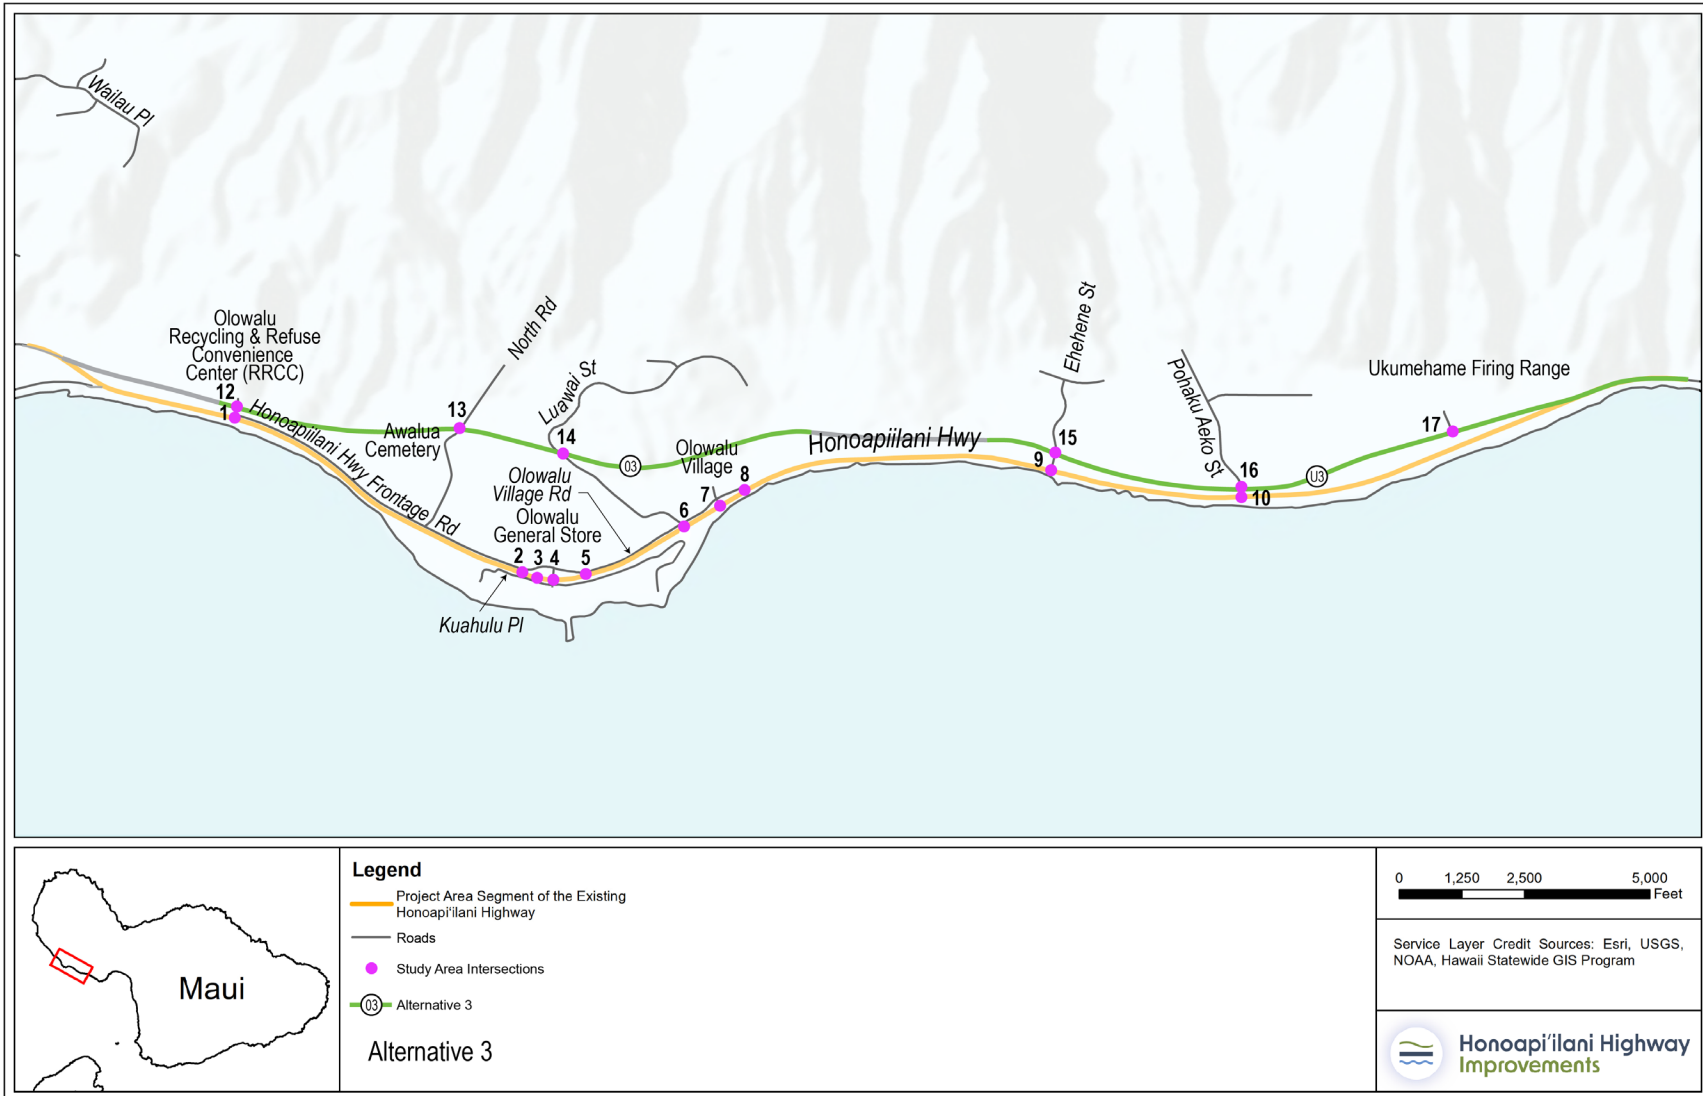 Wailau Pl
Olowalu
Recycling & Refuse
Convenience
Center (RRCC)
12
1
Honoapiilani Hwy Frontage Rd
13
Awalua
Cemetery
North Rd
Luawai St
14
03
Olowalu
Village
Olowalu
Village Rd
Olowalu
General Store
2
3
4
5
6
7
8
Kuahulu Pl
Honoapiilani Hwy
Ehehene St
15
9
Pohaku Aeko St
16
10
U3
17
Ukumehame Firing Range
Maui
Legend
Project Area Segment of the Existing
Honoapiʻilani Highway
Roads
Study Area Intersections
03
Alternative 3
Alternative 3
0 1,250 2,500 5,000
Feet
Service Layer Credit Sources: Esri, USGS,
NOAA, Hawaii Statewide GIS Program
Honoapiʻilani Highway
Improvements